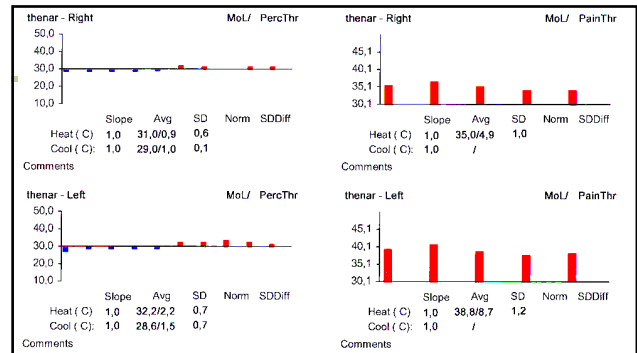 thenar - Right MoL/ PercThr
50,0
40,0
30,0
20,0
10,0
Slope Avg SD Norm SDDiff
Heat ( C) 1,0 31,0/0,9 0,6
Cool ( C): 1,0 29,0/1,0 0,1
Comments
thenar - Right MoL/ PainThr
45,1
40,1
35,1
30,1
Slope Avg SD Norm SDDiff
Heat ( C) 1,0 35,0/4,9 1,0
Cool ( C): 1,0 /
Comments
thenar - Left MoL/ PercThr
50,0
40,0
30,0
20,0
10,0
Slope Avg SD Norm SDDiff
Heat ( C) 1,0 32,2/2,2 0,7
Cool ( C): 1,0 28,6/1,5 0,7
Comments
thenar - Left MoL/ PainThr
45,1
40,1
35,1
30,1
Slope Avg SD Norm SDDiff
Heat ( C) 1,0 38,8/8,7 1,2
Cool ( C): 1,0 /
Comments